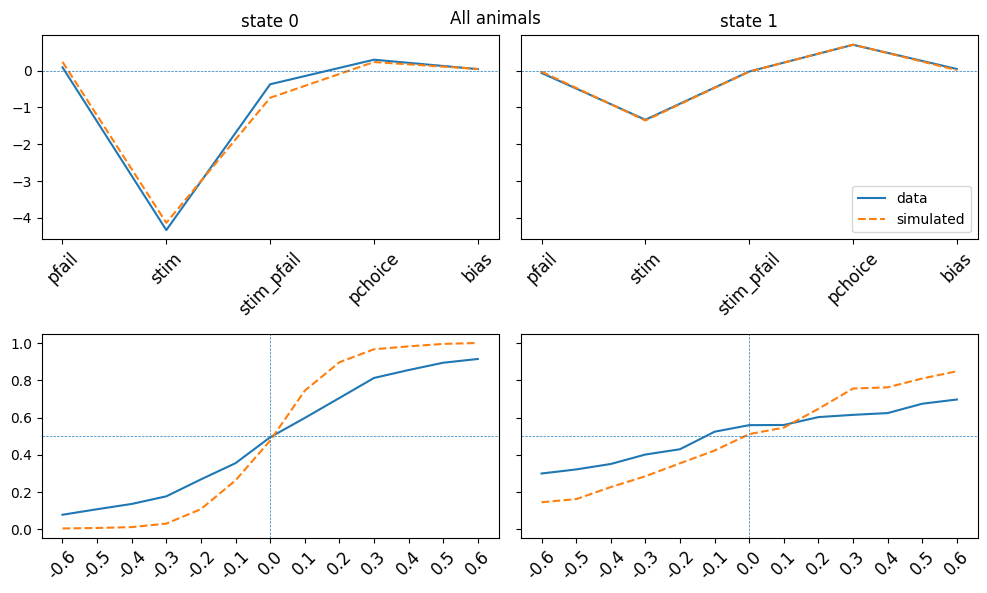 All animals
state 0
state 1
0
−1
−2
−3
−4
data
simulated
pfail
stim
stim_pfail
pchoice
bias
pfail
stim
stim_pfail
pchoice
bias
1.0
0.8
0.6
0.4
0.2
0.0
-0.6
-0.5
-0.4
-0.3
-0.2
-0.1
0.0
0.1
0.2
0.3
0.4
0.5
0.6
-0.6
-0.5
-0.4
-0.3
-0.2
-0.1
0.0
0.1
0.2
0.3
0.4
0.5
0.6